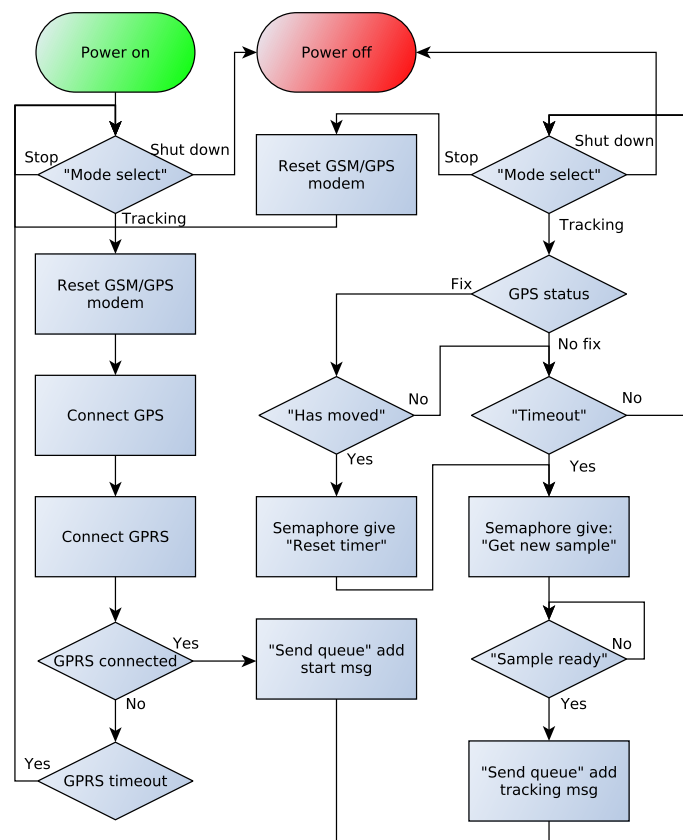 Power on
Power off
Stop
"Mode select"
Shut down
Tracking
Reset GSM/GPS
modem
Stop
"Mode select"
Shut down
Tracking
Reset GSM/GPS
modem
Fix
GPS status
No fix
Connect GPS
"Has moved"
No
Yes
"Timeout"
No
Yes
Connect GPRS
Semaphore give
"Reset timer"
Semaphore give:
"Get new sample"
GPRS connected
Yes
No
"Send queue" add
start msg
"Sample ready"
No
Yes
Yes
GPRS timeout
"Send queue" add
tracking msg